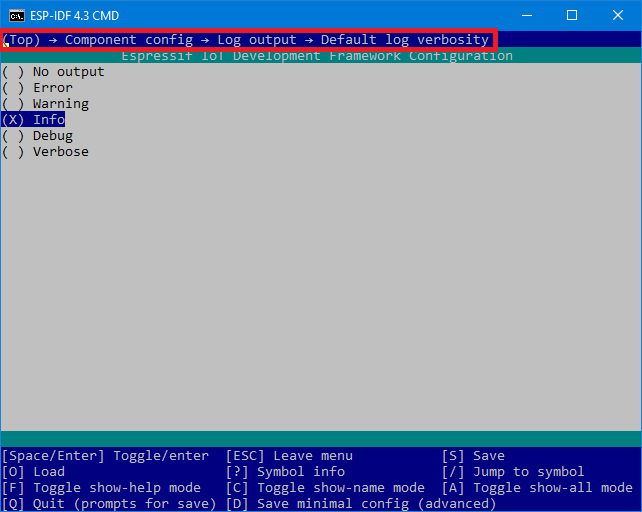 ESP-IDF 4.3 CMD
(Top) → Component config → Log output → Default log verbosity
Espressif IoT Development Framework Configuration
( ) No output
( ) Error
( ) Warning
(X) Info
( ) Debug
( ) Verbose
[Space/Enter] Toggle/enter [ESC] Leave menu [S] Save
[O] Load [?] Symbol info [/] Jump to symbol
[F] Toggle show-help mode [C] Toggle show-name mode [A] Toggle show-all mode
[Q] Quit (prompts for save) [D] Save minimal config (advanced)